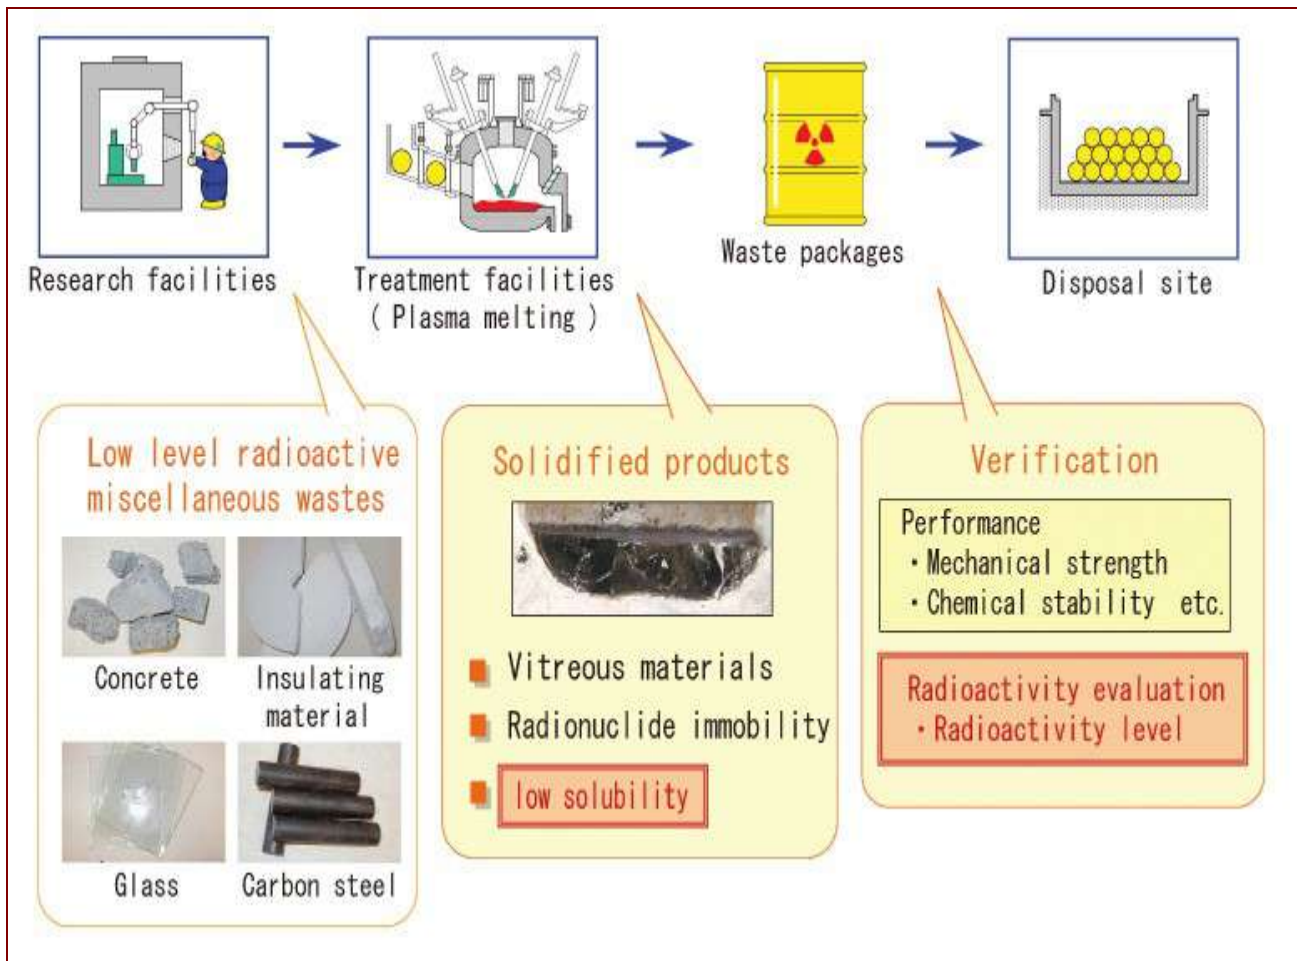 Research facilities
Treatment facilities
( Plasma melting )
Waste packages
Disposal site
Low level radioactive
miscellaneous wastes
Concrete
Insulating
material
Glass
Carbon steel
Solidified products
Vitreous materials
Radionuclide immobility
low solubility
Verification
Performance
・Mechanical strength
・Chemical stability etc.
Radioactivity evaluation
・Radioactivity level